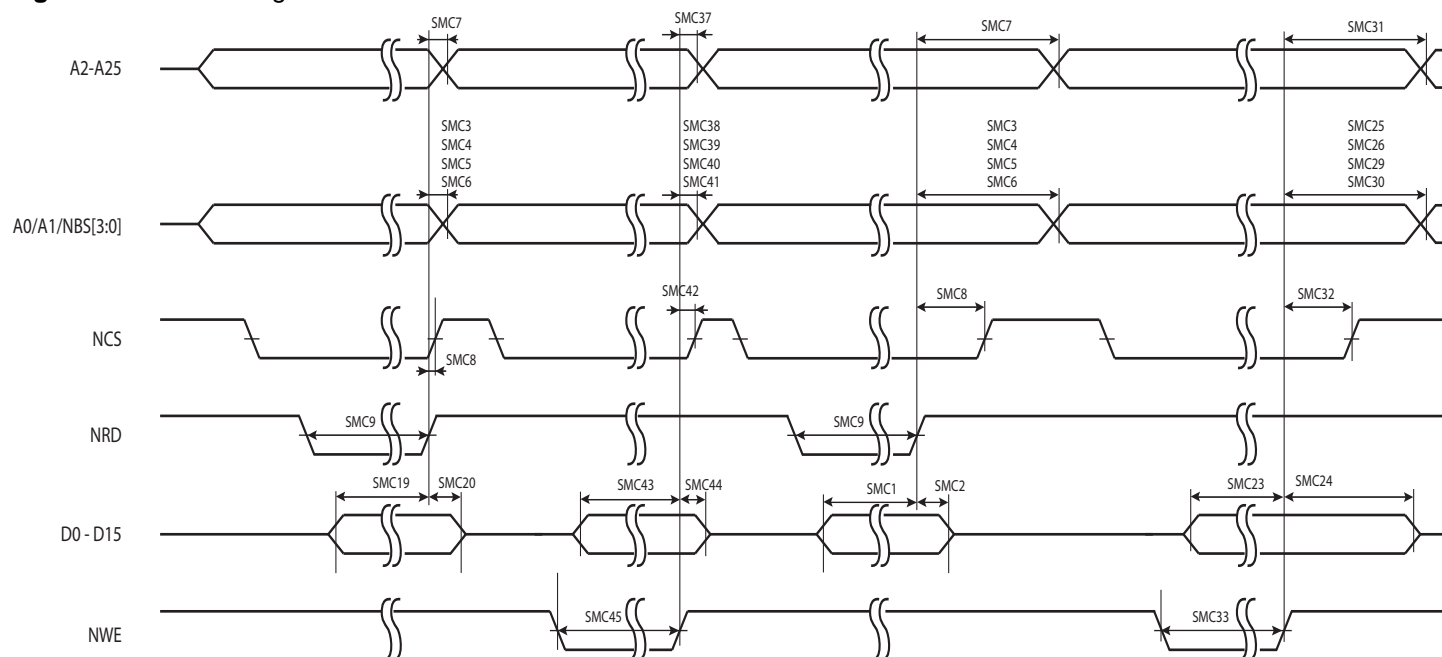 SMC7 SMC37 SMC7 SMC31
A2-A25
SMC3 SMC38 SMC3 SMC25
SMC4 SMC39 SMC4 SMC26
SMC5 SMC40 SMC5 SMC29
SMC6 SMC41 SMC6 SMC30
A0/A1/NBS[3:0]
SMC42 SMC8 SMC32
NCS
SMC8
SMC9 SMC9
NRD
SMC19 SMC20 SMC43 SMC44 SMC1 SMC2 SMC23 SMC24
D0 - D15
SMC45 SMC33
NWE